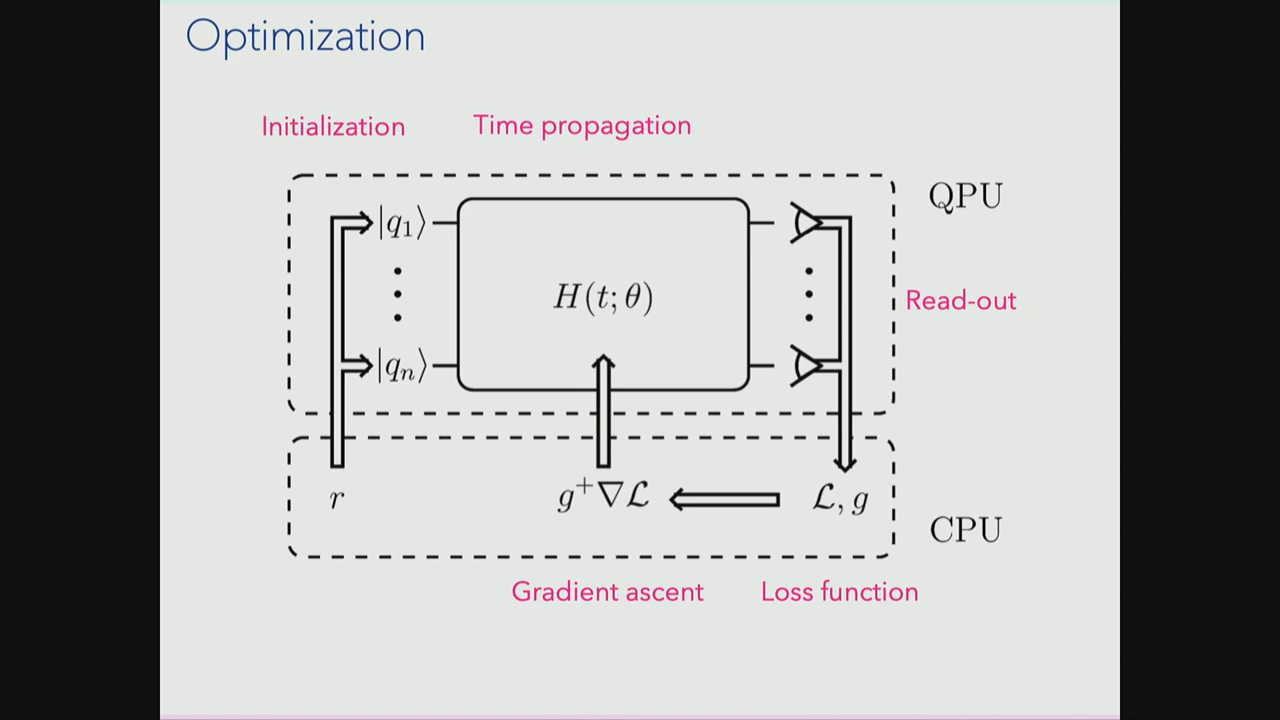 Optimization
Initialization
Time propagation
QPU
|q₁⟩
H(t; θ)
Read-out
|qₙ⟩
r
g⁺∇ℒ
ℒ, g
CPU
Gradient ascent
Loss function